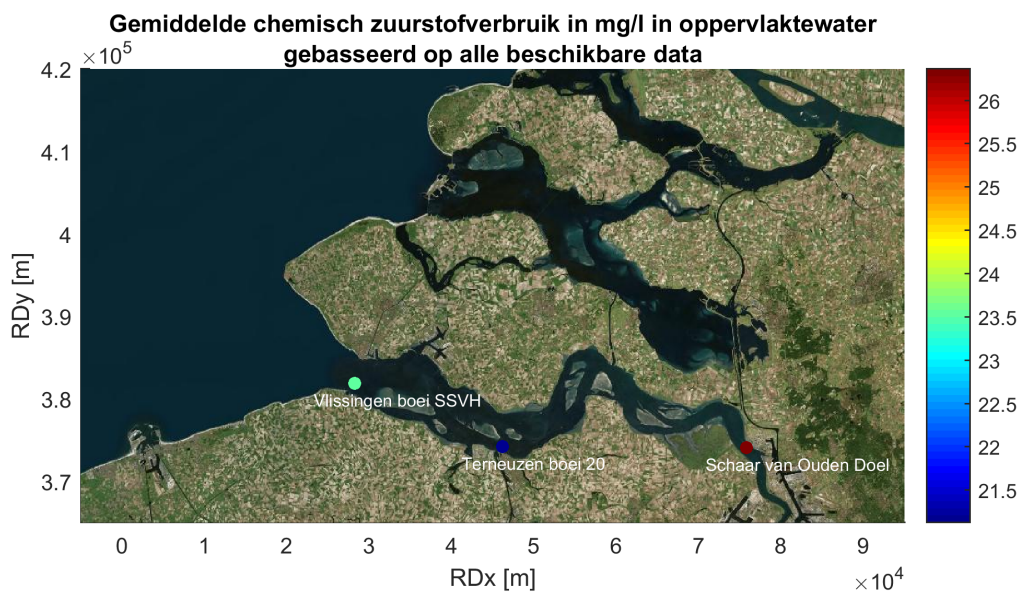 Gemiddelde chemisch zuurstofverbruik in mg/l in oppervlaktewater
gebasseerd op alle beschikbare data
×10^5
4.2
4.1
4
3.9
3.8
3.7
RDy [m]
Vlissingen boei SSVH
Terneuzen boei 20
Schaar van Ouden Doel
0 1 2 3 4 5 6 7 8 9
RDx [m]
×10^4
26
25.5
25
24.5
24
23.5
23
22.5
22
21.5